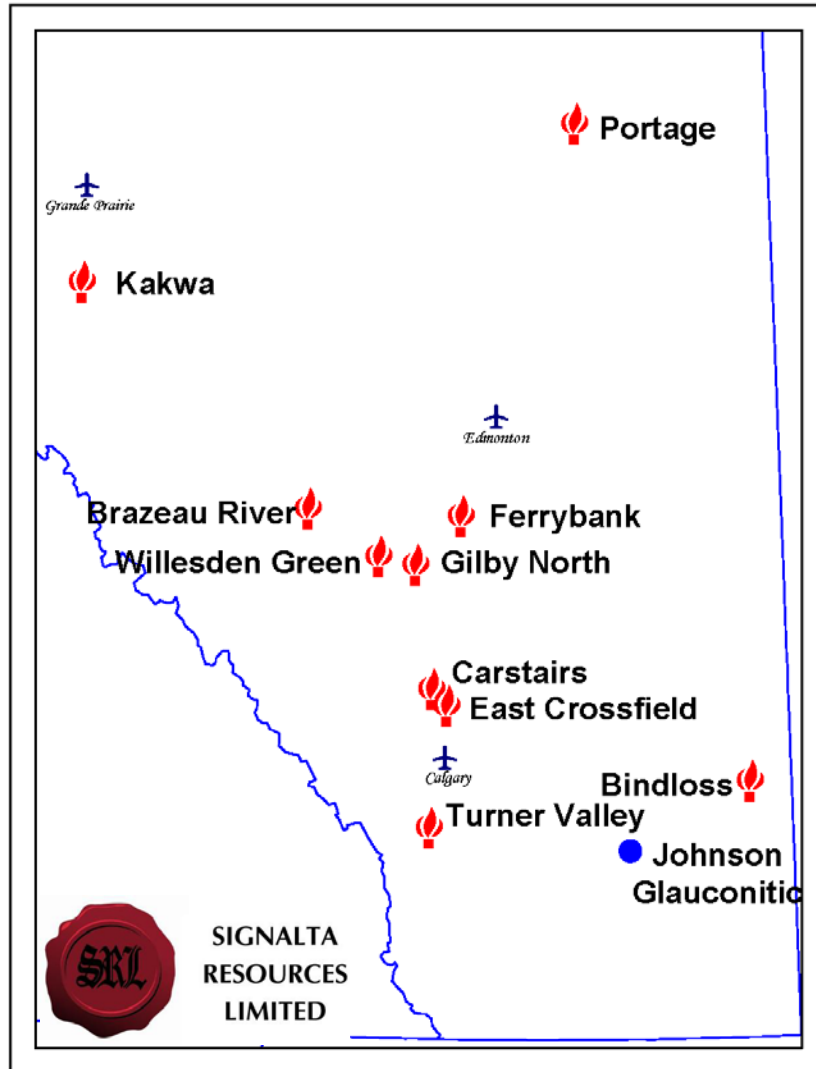 Portage
Grande Prairie
Kakwa
Edmonton
Brazeau River
Ferrybank
Willesden Green
Gilby North
Carstairs
East Crossfield
Calgary
Bindloss
Turner Valley
Johnson
Glauconitic
SRL
SIGNALTA
RESOURCES
LIMITED